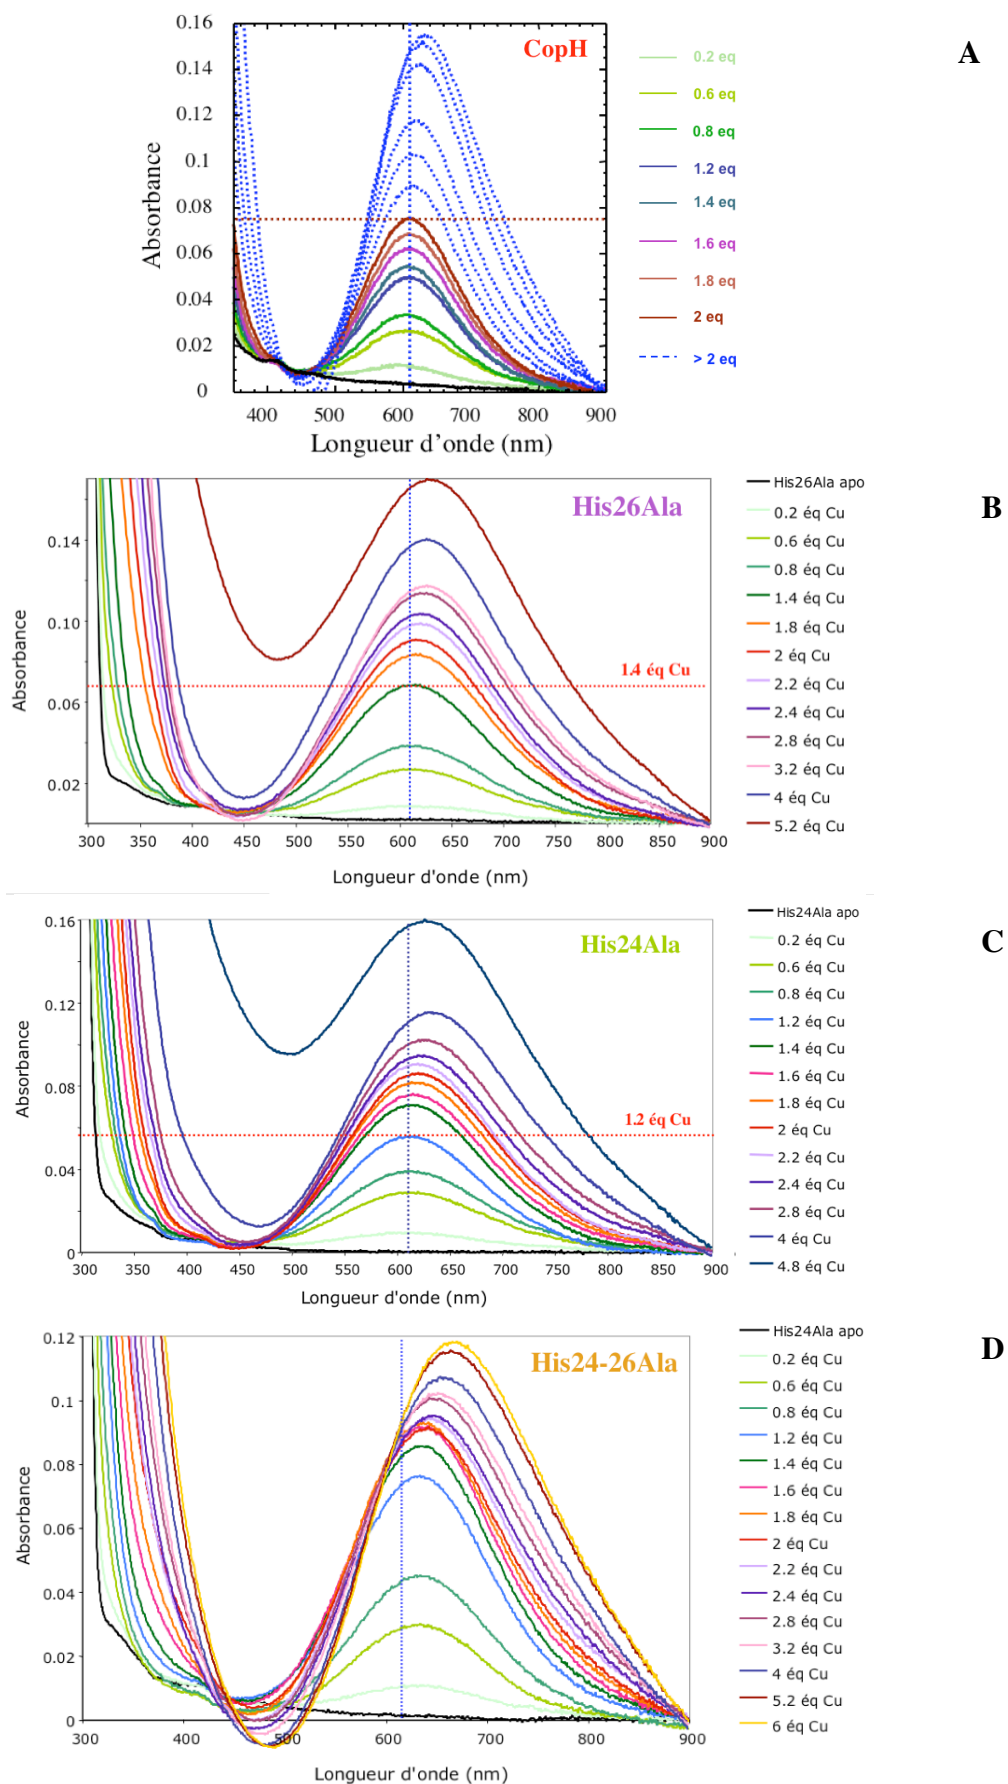 A
CopH
Absorbance
0.16
0.14
0.12
0.1
0.08
0.06
0.04
0.02
0
400 500 600 700 800 900
Longueur d'onde (nm)
0.2 eq
0.6 eq
0.8 eq
1.2 eq
1.4 eq
1.6 eq
1.8 eq
2 eq
> 2 eq
B
His26Ala
Absorbance
0.14
0.10
0.06
0.02
1.4 éq Cu
300 350 400 450 500 550 600 650 700 750 800 850 900
Longueur d'onde (nm)
His26Ala apo
0.2 éq Cu
0.6 éq Cu
0.8 éq Cu
1.4 éq Cu
1.8 éq Cu
2 éq Cu
2.2 éq Cu
2.4 éq Cu
2.8 éq Cu
3.2 éq Cu
4 éq Cu
5.2 éq Cu
C
His24Ala
Absorbance
0.16
0.12
0.08
0.04
0
1.2 éq Cu
300 350 400 450 500 550 600 650 700 750 800 850 900
Longueur d'onde (nm)
His24Ala apo
0.2 éq Cu
0.6 éq Cu
0.8 éq Cu
1.2 éq Cu
1.4 éq Cu
1.6 éq Cu
1.8 éq Cu
2 éq Cu
2.2 éq Cu
2.4 éq Cu
2.8 éq Cu
4 éq Cu
4.8 éq Cu
D
His24-26Ala
Absorbance
0.12
0.1
0.08
0.06
0.04
0.02
0
300 400 500 600 700 800 900
Longueur d'onde (nm)
His24Ala apo
0.2 éq Cu
0.6 éq Cu
0.8 éq Cu
1.2 éq Cu
1.4 éq Cu
1.6 éq Cu
1.8 éq Cu
2 éq Cu
2.2 éq Cu
2.4 éq Cu
2.8 éq Cu
3.2 éq Cu
4 éq Cu
5.2 éq Cu
6 éq Cu